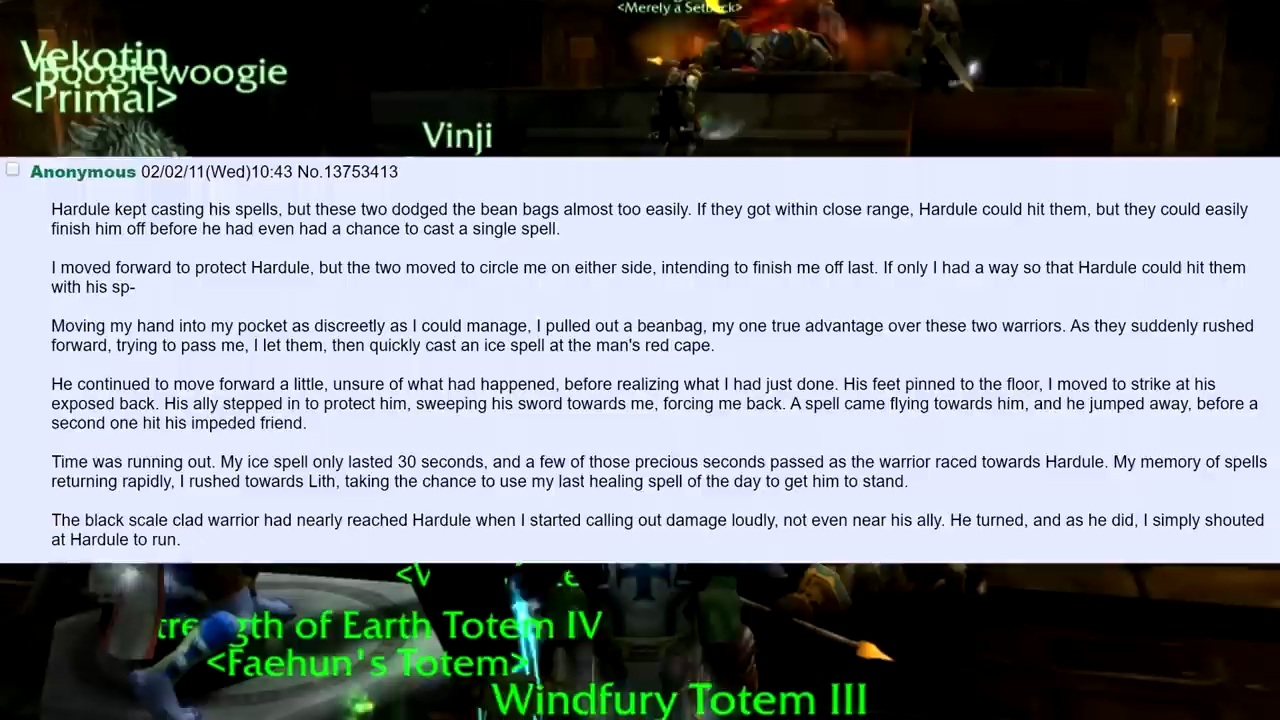 <Merely a Setback>
Vekotin
Boogiewoogie
<Primal>
Vinji
Anonymous 02/02/11(Wed)10:43 No.13753413
Hardule kept casting his spells, but these two dodged the bean bags almost too easily. If they got within close range, Hardule could hit them, but they could easily
finish him off before he had even had a chance to cast a single spell.
I moved forward to protect Hardule, but the two moved to circle me on either side, intending to finish me off last. If only I had a way so that Hardule could hit them
with his sp-
Moving my hand into my pocket as discreetly as I could manage, I pulled out a beanbag, my one true advantage over these two warriors. As they suddenly rushed
forward, trying to pass me, I let them, then quickly cast an ice spell at the man's red cape.
He continued to move forward a little, unsure of what had happened, before realizing what I had just done. His feet pinned to the floor, I moved to strike at his
exposed back. His ally stepped in to protect him, sweeping his sword towards me, forcing me back. A spell came flying towards him, and he jumped away, before a
second one hit his impeded friend.
Time was running out. My ice spell only lasted 30 seconds, and a few of those precious seconds passed as the warrior raced towards Hardule. My memory of spells
returning rapidly, I rushed towards Lith, taking the chance to use my last healing spell of the day to get him to stand.
The black scale clad warrior had nearly reached Hardule when I started calling out damage loudly, not even near his ally. He turned, and as he did, I simply shouted
at Hardule to run.
Strength of Earth Totem IV
<Faehun's Totem>
Windfury Totem III